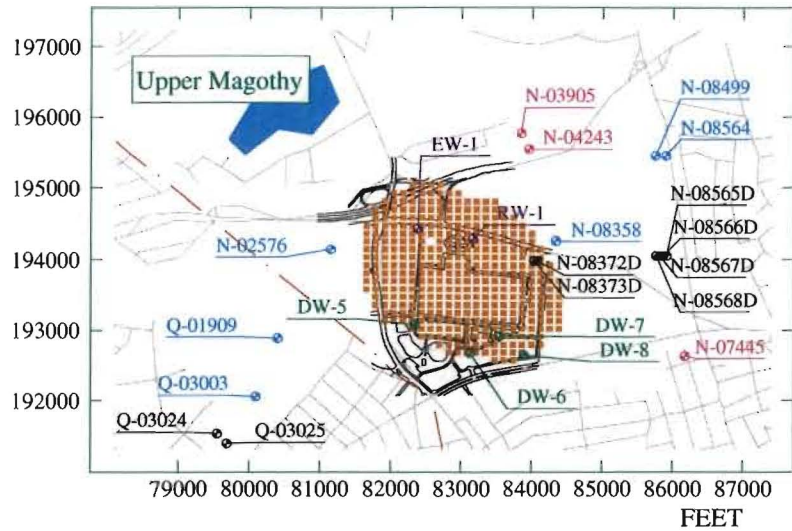 197000
Upper Magothy
N-03905
N-08499
196000
EW-1
N-04243
N-08564
195000
N-08565D
RW-1
N-08358
N-08566D
N-02576
N-08372D
N-08567D
194000
N-08373D
N-08568D
DW-5
Q-01909
DW-7
193000
DW-8
N-07445
Q-03003
DW-6
192000
Q-03024
Q-03025
79000 80000 81000 82000 83000 84000 85000 86000 87000
FEET